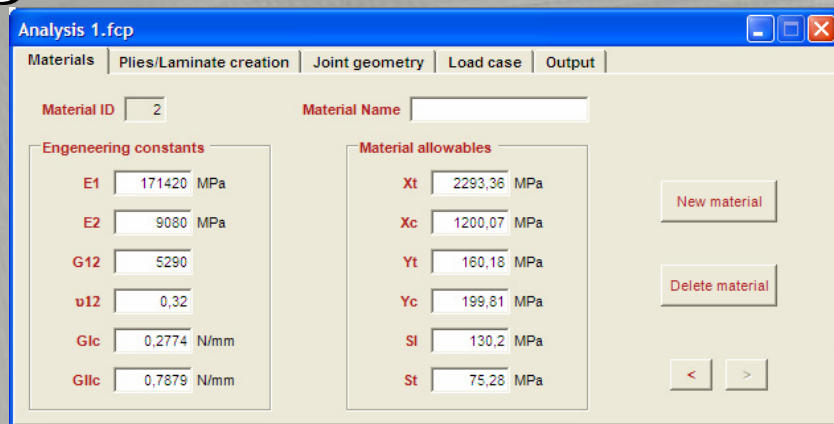 Analysis 1.fcp
Materials Plies/Laminate creation Joint geometry Load case Output
Material ID 2 Material Name
Engeneering constants
E1 171420 MPa
E2 9080 MPa
G12 5290
υ12 0,32
GIc 0,2774 N/mm
GIIc 0,7879 N/mm
Material allowables
Xt 2293,36 MPa
Xc 1200,07 MPa
Yt 160,18 MPa
Yc 199,81 MPa
Sl 130,2 MPa
St 75,28 MPa
New material
Delete material
< >